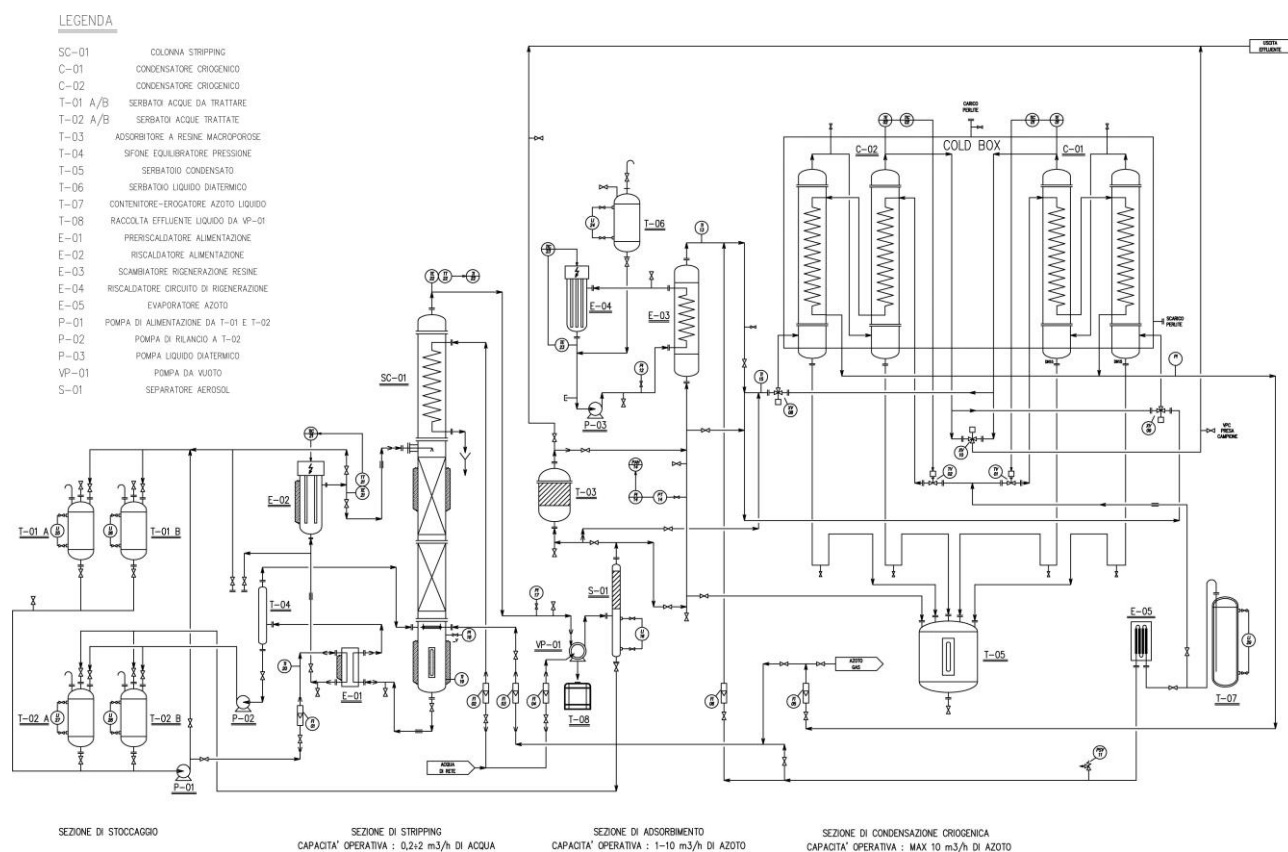 LEGENDA
SC-01 COLONNA STRIPPING
C-01 CONDENSATORE CRIOGENICO
C-02 CONDENSATORE CRIOGENICO
T-01 A/B SERBATOI ACQUE DA TRATTARE
T-02 A/B SERBATOI ACQUE TRATTATE
T-03 ADSORBITORE A RESINE MACROPOROSE
T-04 SIFONE EQUILIBRATORE PRESSIONE
T-05 SERBATOIO CONDENSATO
T-06 SERBATOIO LIQUIDO DIATERMICO
T-07 CONTENITORE-EROGATORE AZOTO LIQUIDO
T-08 RACCOLTA EFFLUENTE LIQUIDO DA VP-01
E-01 PRERISCALDATORE ALIMENTAZIONE
E-02 RISCALDATORE ALIMENTAZIONE
E-03 SCAMBIATORE RIGENERAZIONE RESINE
E-04 RISCALDATORE CIRCUITO DI RIGENERAZIONE
E-05 EVAPORATORE AZOTO
P-01 POMPA DI ALIMENTAZIONE DA T-01 E T-02
P-02 POMPA DI RILANCIO A T-02
P-03 POMPA LIQUIDO DIATERMICO
VP-01 POMPA DA VUOTO
S-01 SEPARATORE AEROSOL
USCITA
EFFLUENTE
CARICO
PERLITE
COLD BOX
C-02
C-01
T-06
E-04
E-03
SCARICO
PERLITE
SC-01
P-03
VPC
PRESA
CAMPIONE
E-02
T-03
T-01 A
T-01 B
T-04
S-01
E-05
VP-01
T-05
AZOTO
GAS
E-01
T-07
T-02 A
T-02 B
P-02
T-08
ACQUA
DI RETE
P-01
SEZIONE DI STOCCAGGIO
SEZIONE DI STRIPPING
CAPACITA' OPERATIVA : 0,2÷2 m3/h DI ACQUA
SEZIONE DI ADSORBIMENTO
CAPACITA' OPERATIVA : 1-10 m3/h DI AZOTO
SEZIONE DI CONDENSAZIONE CRIOGENICA
CAPACITA' OPERATIVA : MAX 10 m3/h DI AZOTO